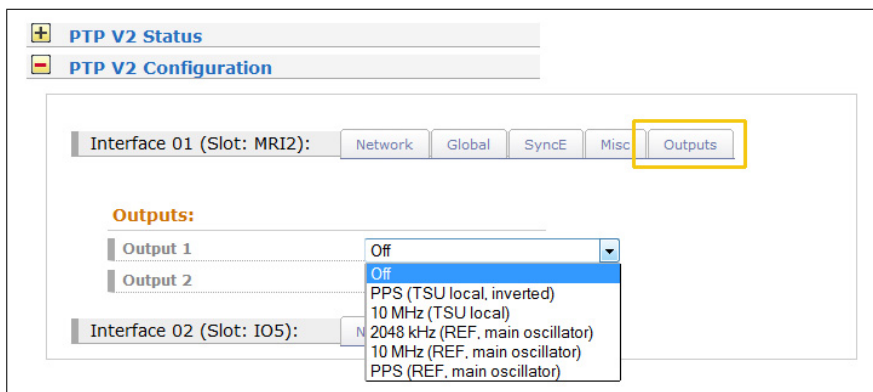 PTP V2 Status
PTP V2 Configuration
Interface 01 (Slot: MRI2): Network Global SyncE Misc Outputs
Outputs:
Output 1 Off
Output 2
Off
PPS (TSU local, inverted)
10 MHz (TSU local)
2048 kHz (REF, main oscillator)
10 MHz (REF, main oscillator)
PPS (REF, main oscillator)
Interface 02 (Slot: IO5):